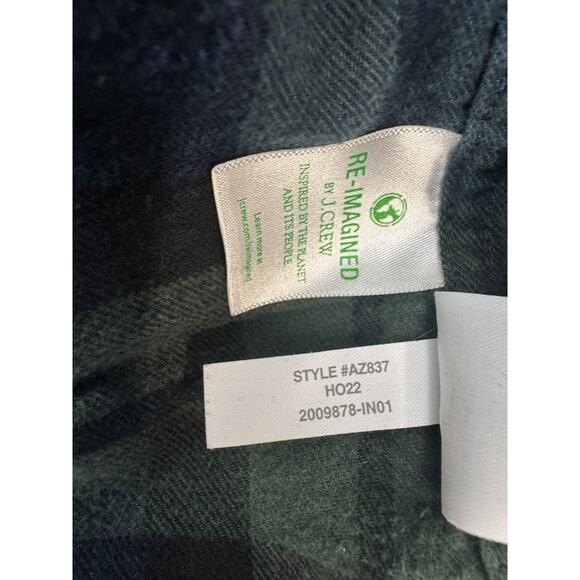 RE-IMAGINED
BY J.CREW
INSPIRED BY THE PLANET
AND ITS PEOPLE
Learn more at
jcrew.com/reimagined
STYLE #AZ837
HO22
2009878-IN01